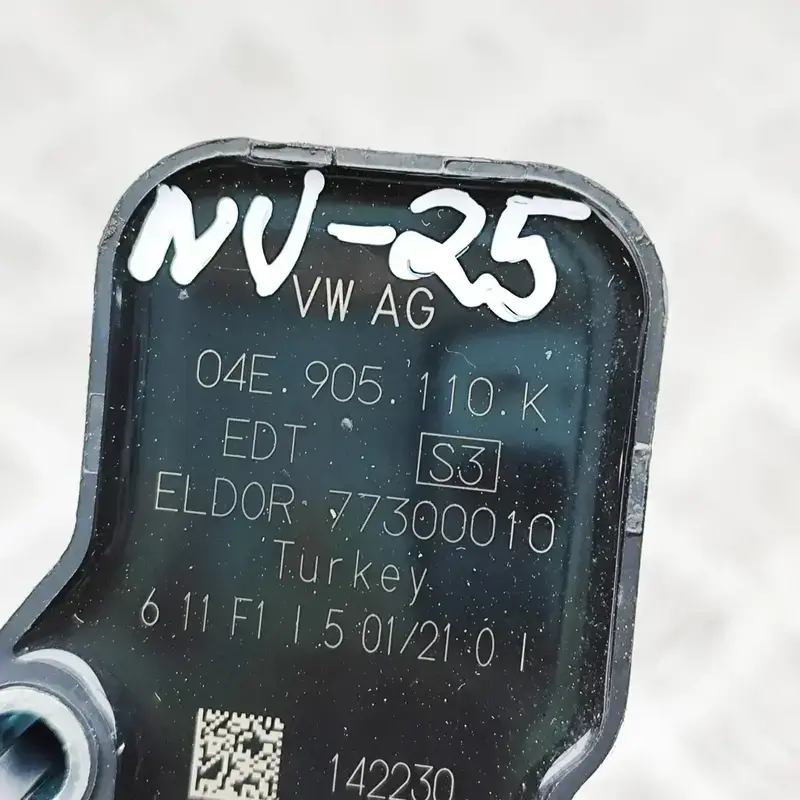 NU-25
VW AG
04E.905.110.K
EDT S3
ELDOR 77300010
Turkey
6 11 F1 1 5 01/21 0 1
142230